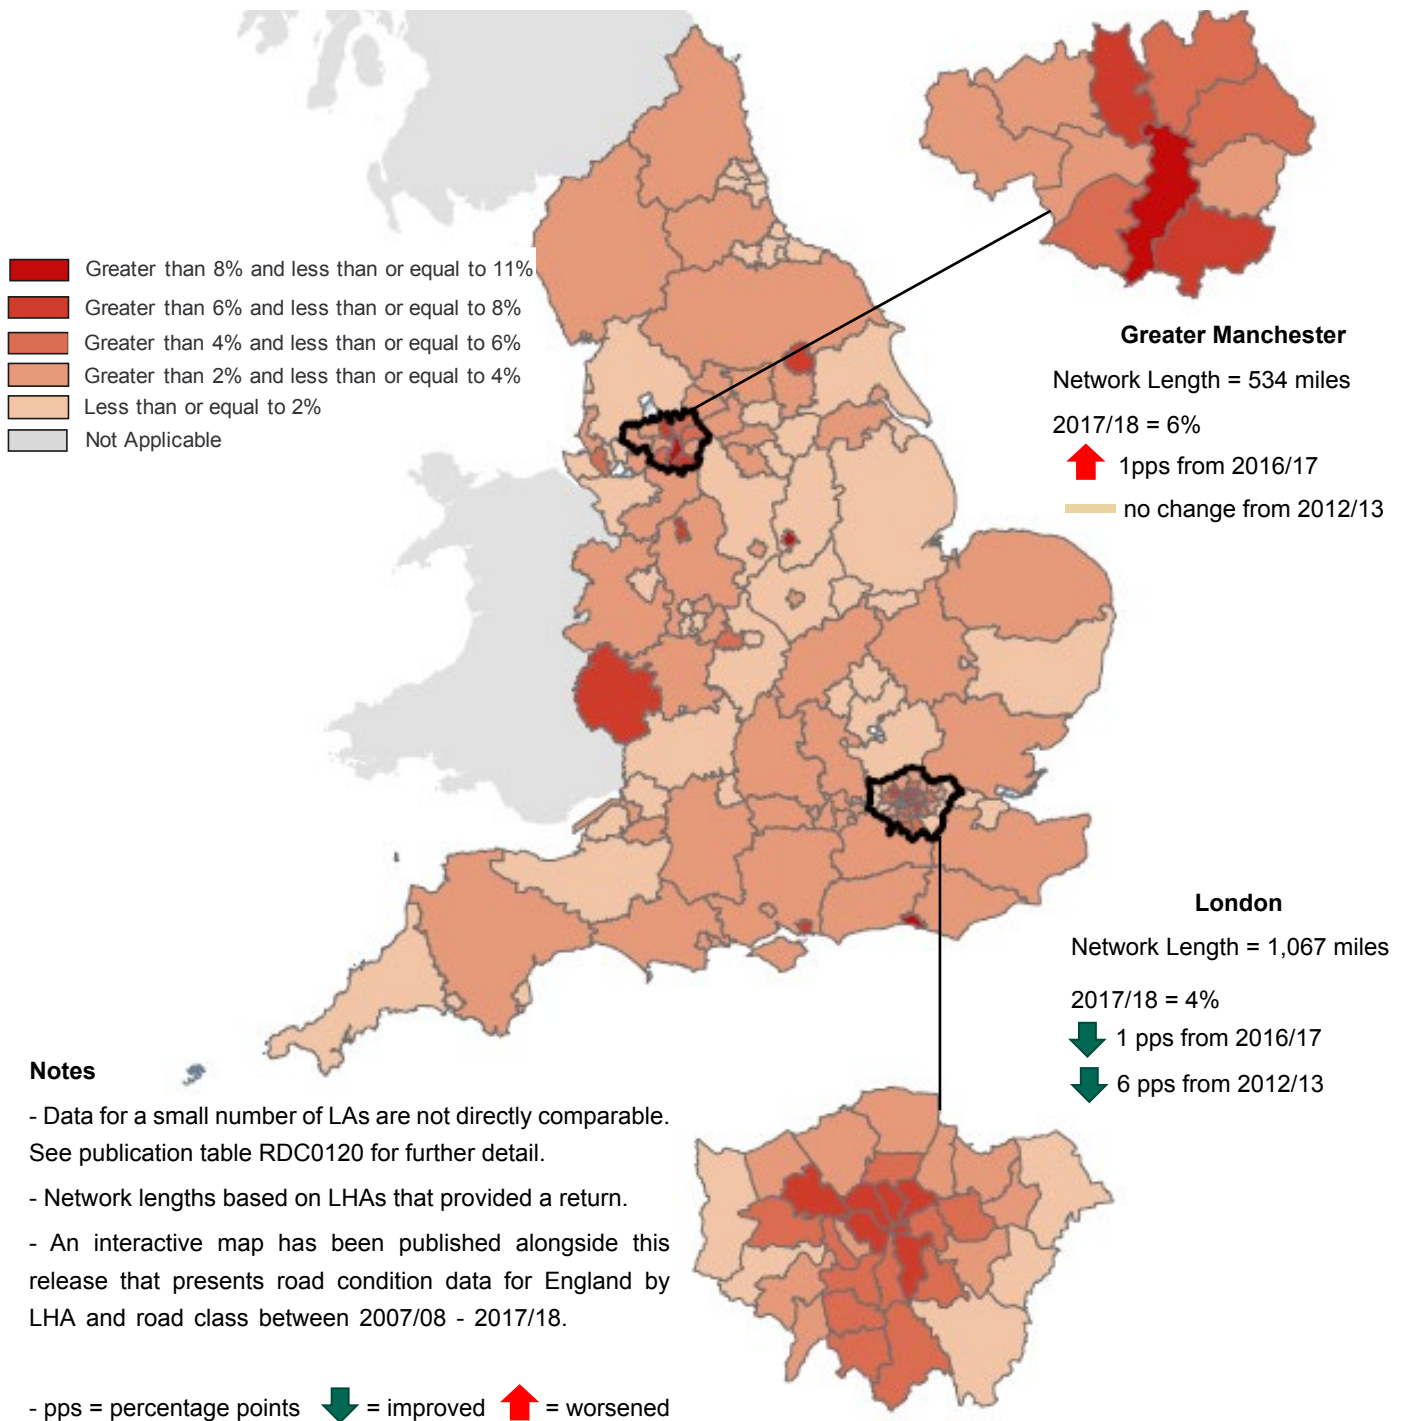 Greater than 8% and less than or equal to 11%
Greater than 6% and less than or equal to 8%
Greater than 4% and less than or equal to 6%
Greater than 2% and less than or equal to 4%
Less than or equal to 2%
Not Applicable
Greater Manchester
Network Length = 534 miles
2017/18 = 6%
1pps from 2016/17
no change from 2012/13
London
Network Length = 1,067 miles
2017/18 = 4%
1 pps from 2016/17
6 pps from 2012/13
Notes
- Data for a small number of LAs are not directly comparable.
See publication table RDC0120 for further detail.
- Network lengths based on LHAs that provided a return.
- An interactive map has been published alongside this
release that presents road condition data for England by
LHA and road class between 2007/08 - 2017/18.
- pps = percentage points = improved = worsened